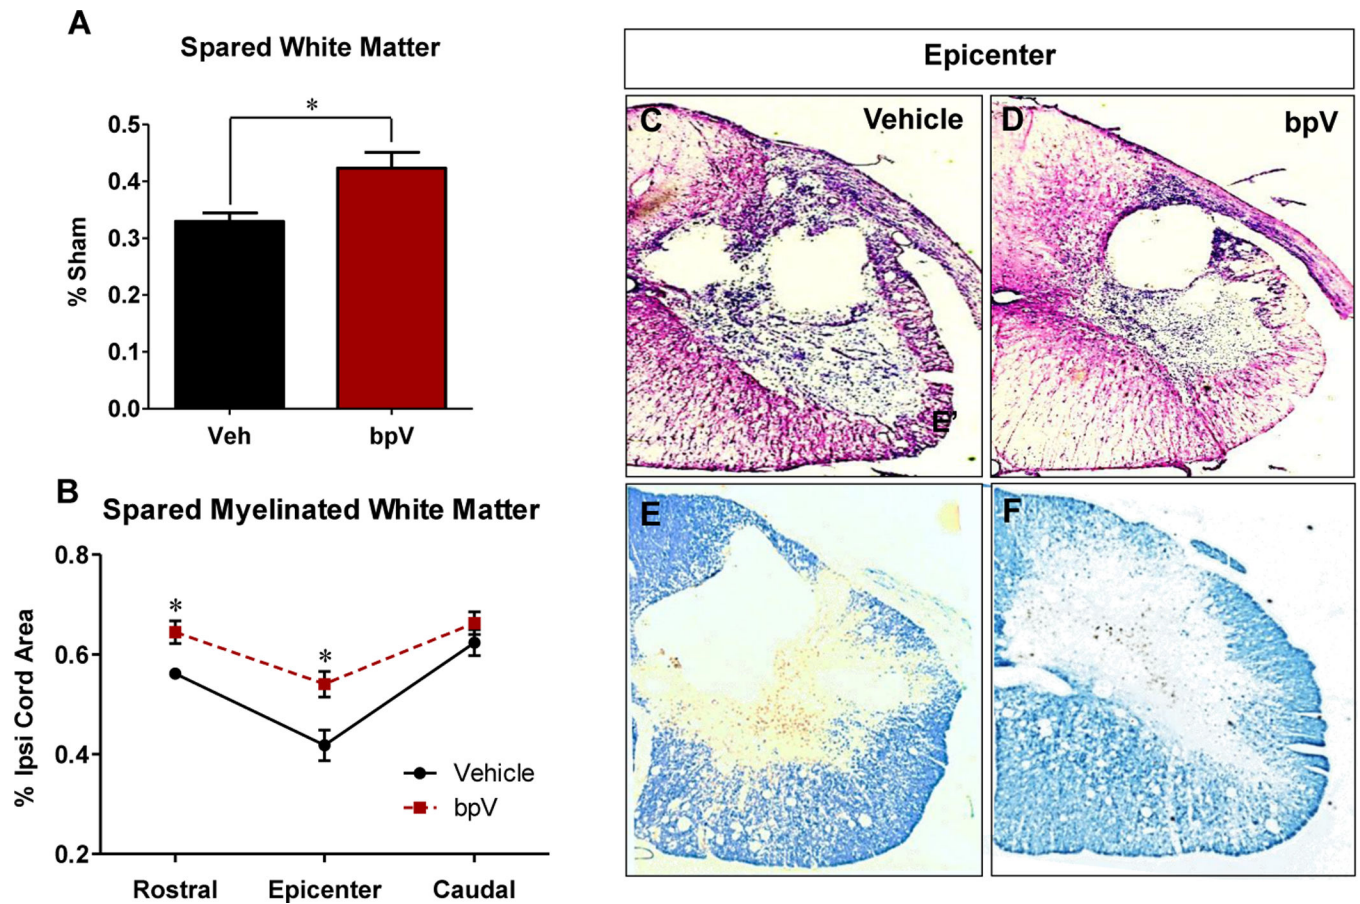 A
Spared White Matter
*
% Sham
0.5
0.4
0.3
0.2
0.1
0.0
Veh bpV
B
Spared Myelinated White Matter
% Ipsi Cord Area
0.8
0.6
0.4
0.2
*
*
Vehicle
bpV
Rostral Epicenter Caudal
Epicenter
C Vehicle
D bpV
E’
E
F